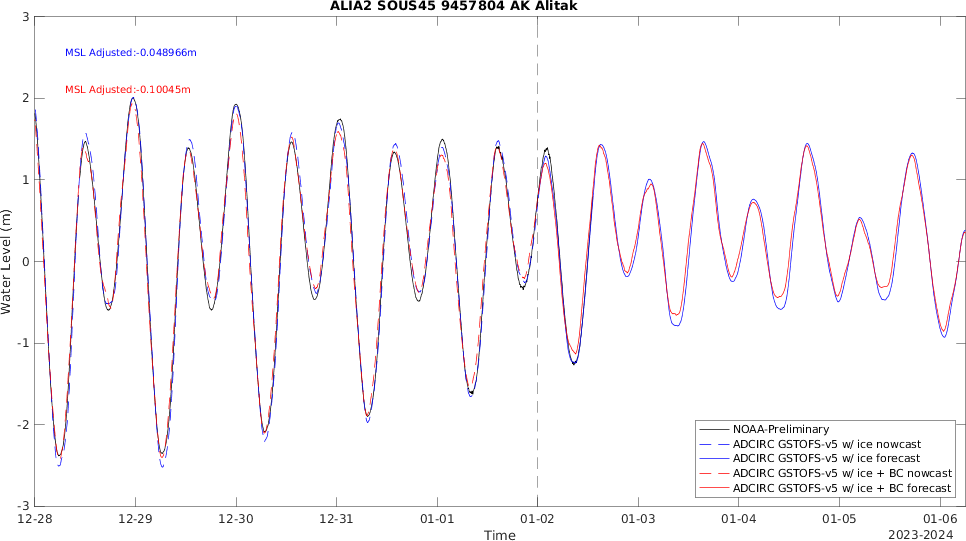 ALIA2 SOUS45 9457804 AK Alitak
MSL Adjusted:-0.048966m
MSL Adjusted:-0.10045m
Water Level (m)
3
2
1
0
-1
-2
-3
NOAA-Preliminary
ADCIRC GSTOFS-v5 w/ ice nowcast
ADCIRC GSTOFS-v5 w/ ice forecast
ADCIRC GSTOFS-v5 w/ ice + BC nowcast
ADCIRC GSTOFS-v5 w/ ice + BC forecast
12-28 12-29 12-30 12-31 01-01 01-02 01-03 01-04 01-05 01-06
Time
2023-2024